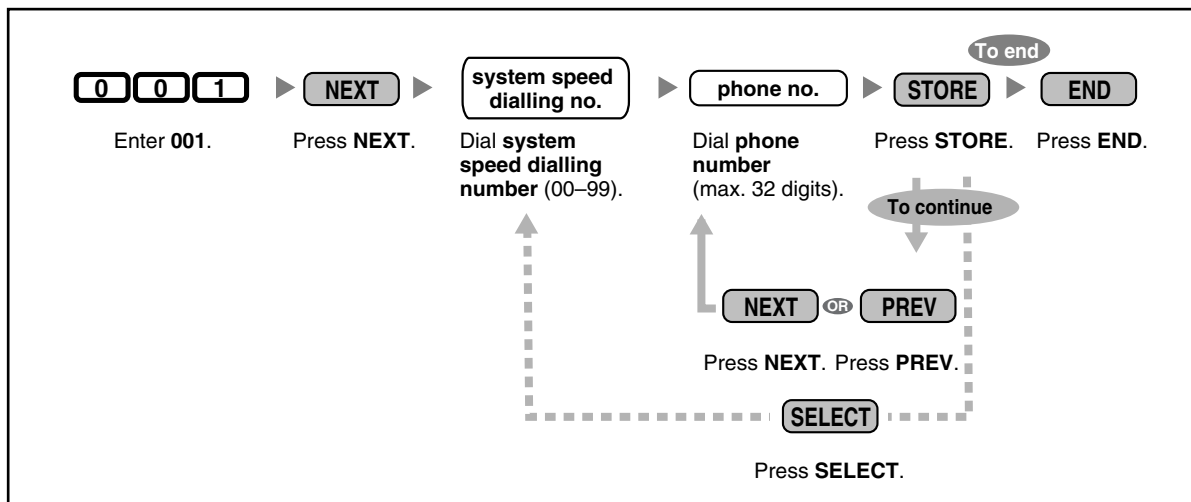 To end
0 0 1
NEXT
system speed
dialling no.
phone no.
STORE
END
Enter 001.
Press NEXT.
Dial system
speed dialling
number (00–99).
Dial phone
number
(max. 32 digits).
Press STORE.
Press END.
To continue
NEXT
OR
PREV
Press NEXT. Press PREV.
SELECT
Press SELECT.